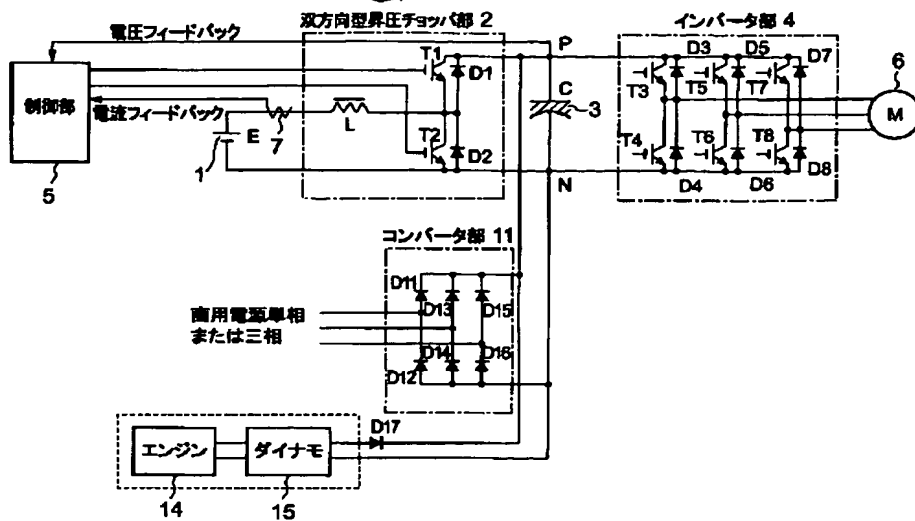 双方向型昇圧チョッパ部 2
インバータ部 4
電圧フィードバック
P
T1
D1
D3
D5
D7
6
制御部
電流フィードバック
C
3
T3
T5
T7
M
E
7
L
T2
D2
T4
T6
T8
D8
1
5
N
D4
D6
コンバータ部 11
D11
D13
D15
商用電源単相
または三相
D14
D16
D12
D17
エンジン
ダイナモ
14
15